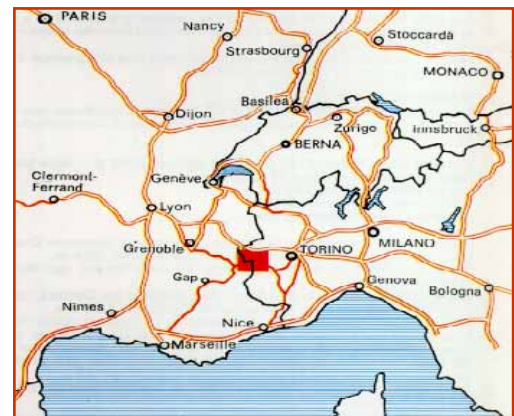 PARIS
Nancy
Stoccarda
Strasbourg
MONACO
Basilea
Dijon
Zurigo
Innsbruck
BERNA
Clermont-
Ferrand
Genève
Lyon
Grenoble
TORINO
MILANO
Gap
Genova
Bologna
Nimes
Nice
Marseille